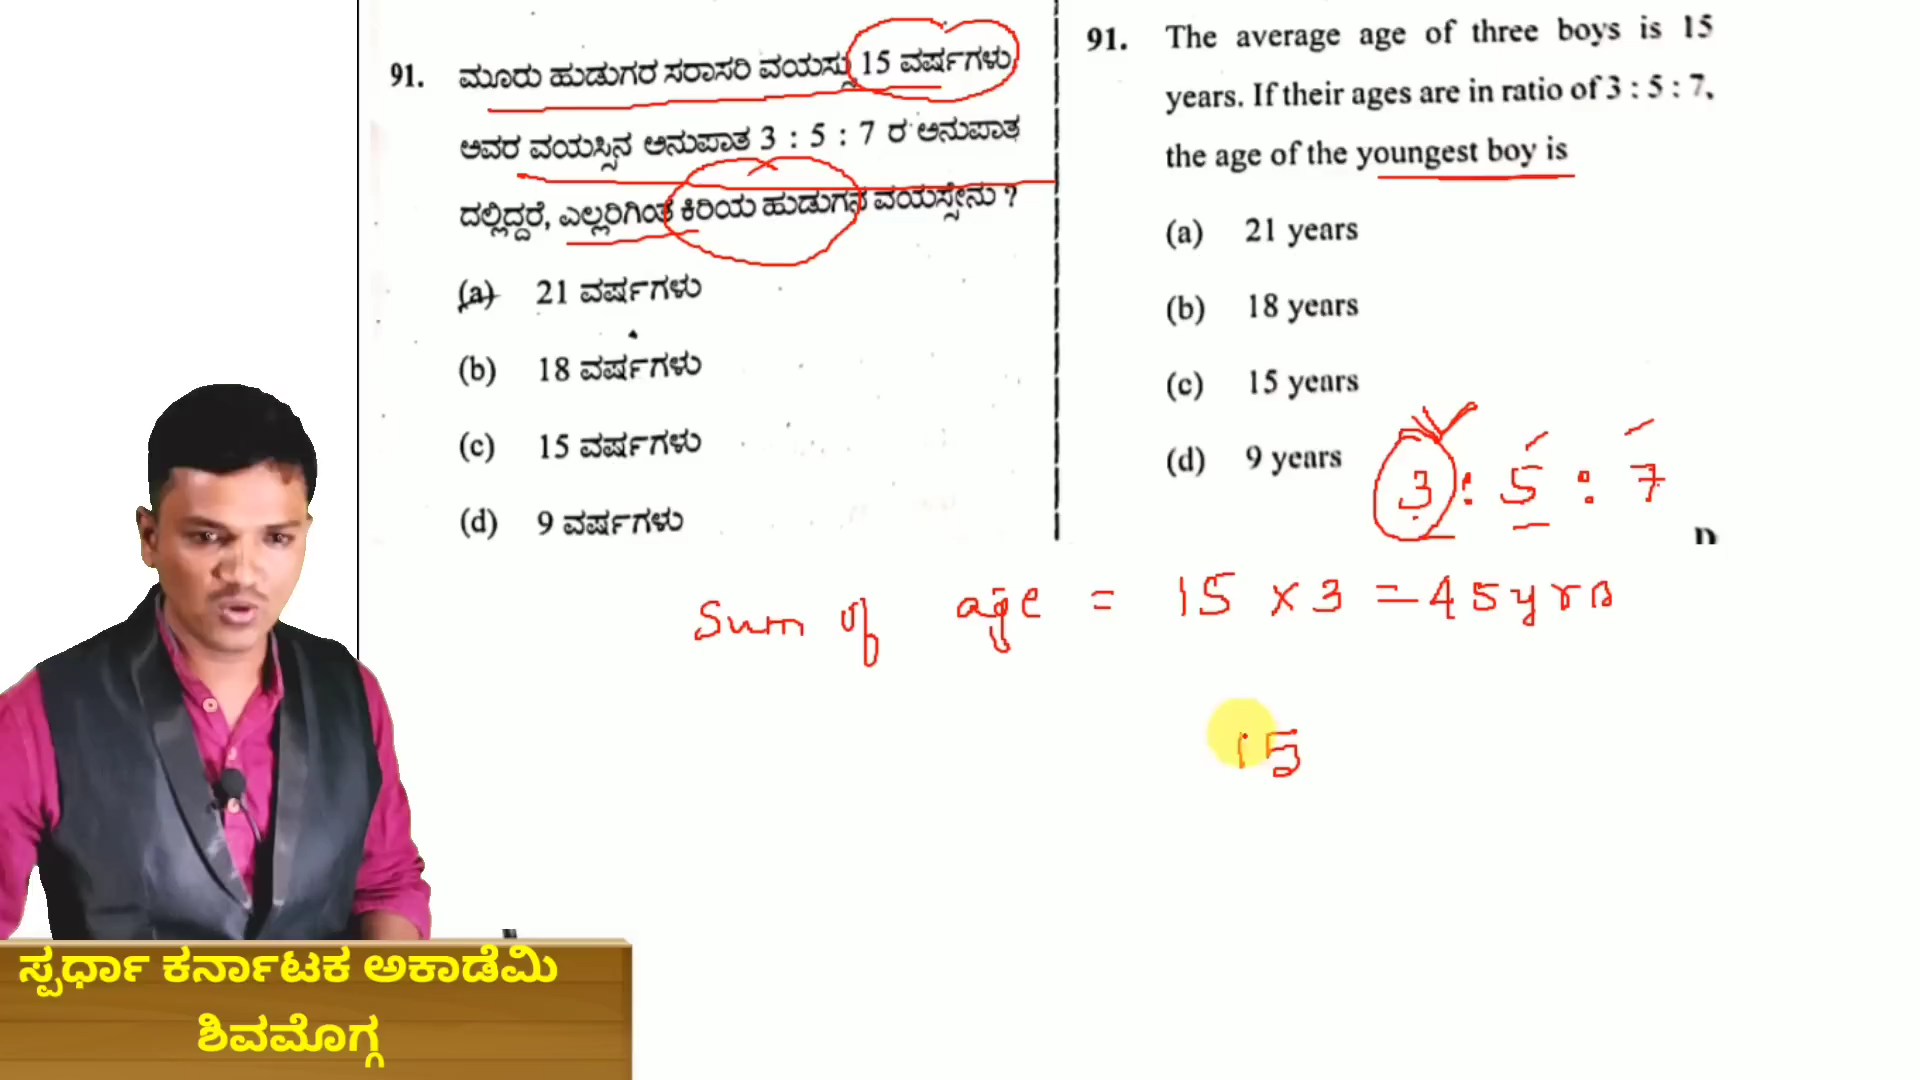 91. ಮೂರು ಹುಡುಗರ ಸರಾಸರಿ ವಯಸ್ಸು 15 ವರ್ಷಗಳು
ಅವರ ವಯಸ್ಸಿನ ಅನುಪಾತ 3 : 5 : 7 ರ ಅನುಪಾತ
ದಲ್ಲಿದ್ದರೆ, ಎಲ್ಲರಿಗಿಂತ ಕಿರಿಯ ಹುಡುಗನ ವಯಸ್ಸೇನು ?
(a) 21 ವರ್ಷಗಳು
(b) 18 ವರ್ಷಗಳು
(c) 15 ವರ್ಷಗಳು
(d) 9 ವರ್ಷಗಳು
91. The average age of three boys is 15
years. If their ages are in ratio of 3 : 5 : 7,
the age of the youngest boy is
(a) 21 years
(b) 18 years
(c) 15 years
(d) 9 years
3 : 5 : 7
D
Sum of age = 15 × 3 = 45 yrs
15
ಸ್ಪರ್ಧಾ ಕರ್ನಾಟಕ ಅಕಾಡೆಮಿ
ಶಿವಮೊಗ್ಗ